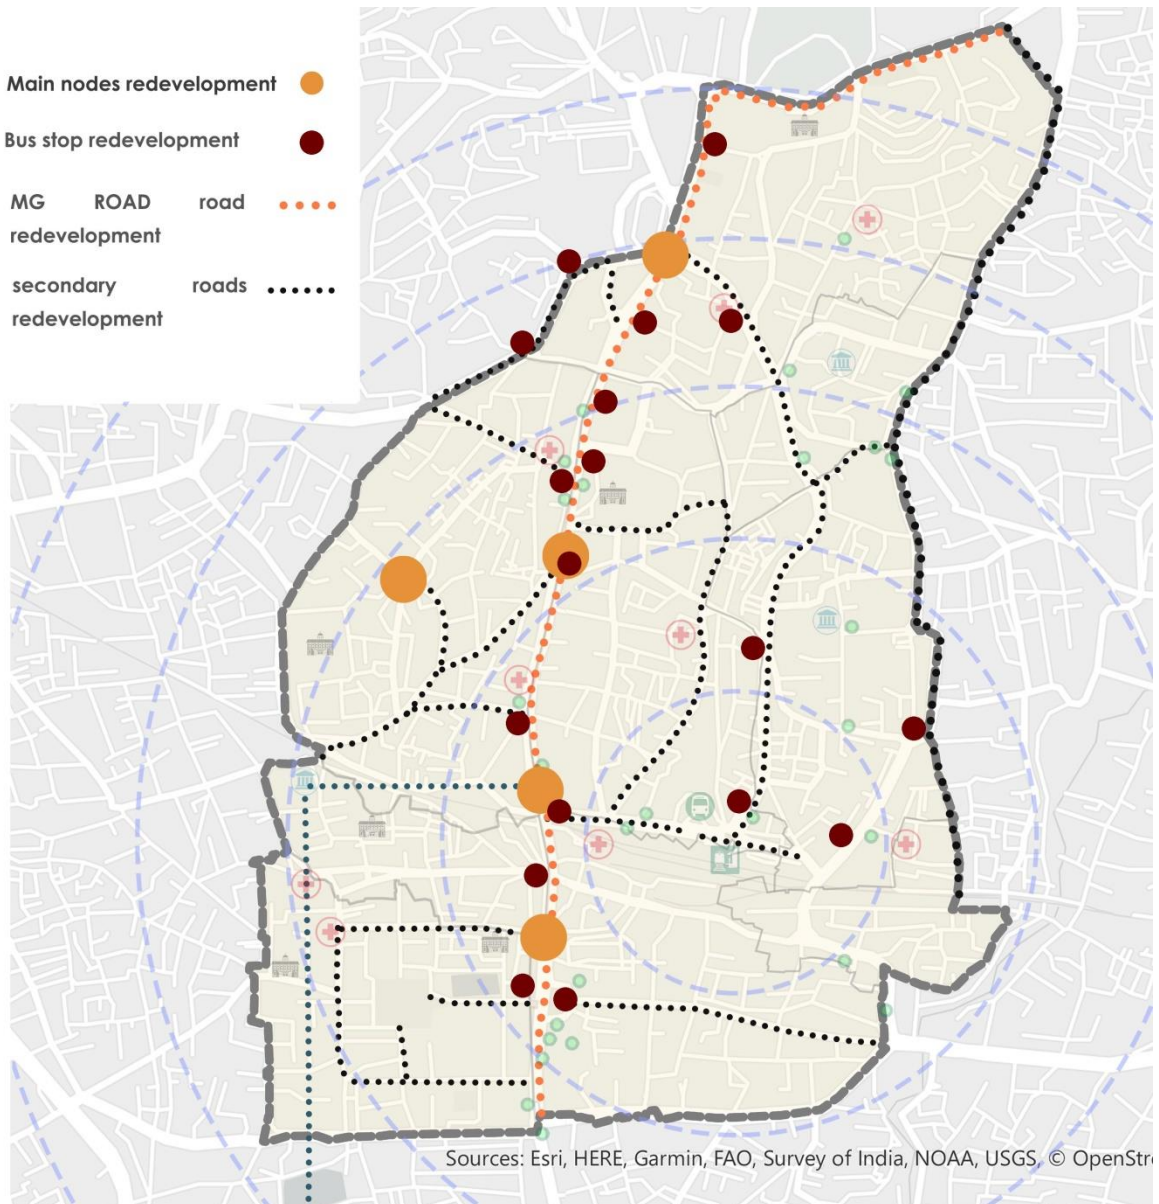 Main nodes redevelopment
Bus stop redevelopment
MG ROAD road
redevelopment
secondary roads
redevelopment
Sources: Esri, HERE, Garmin, FAO, Survey of India, NOAA, USGS, © OpenStre